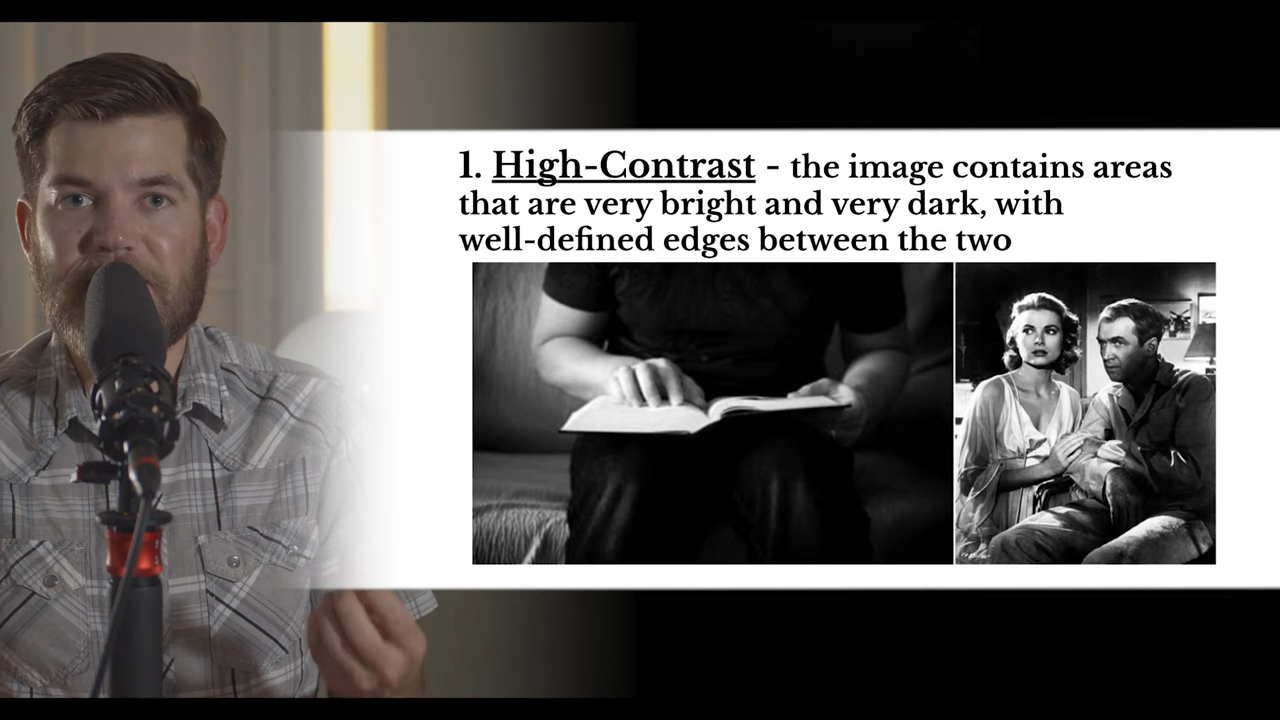 1. High-Contrast - the image contains areas
that are very bright and very dark, with
well-defined edges between the two